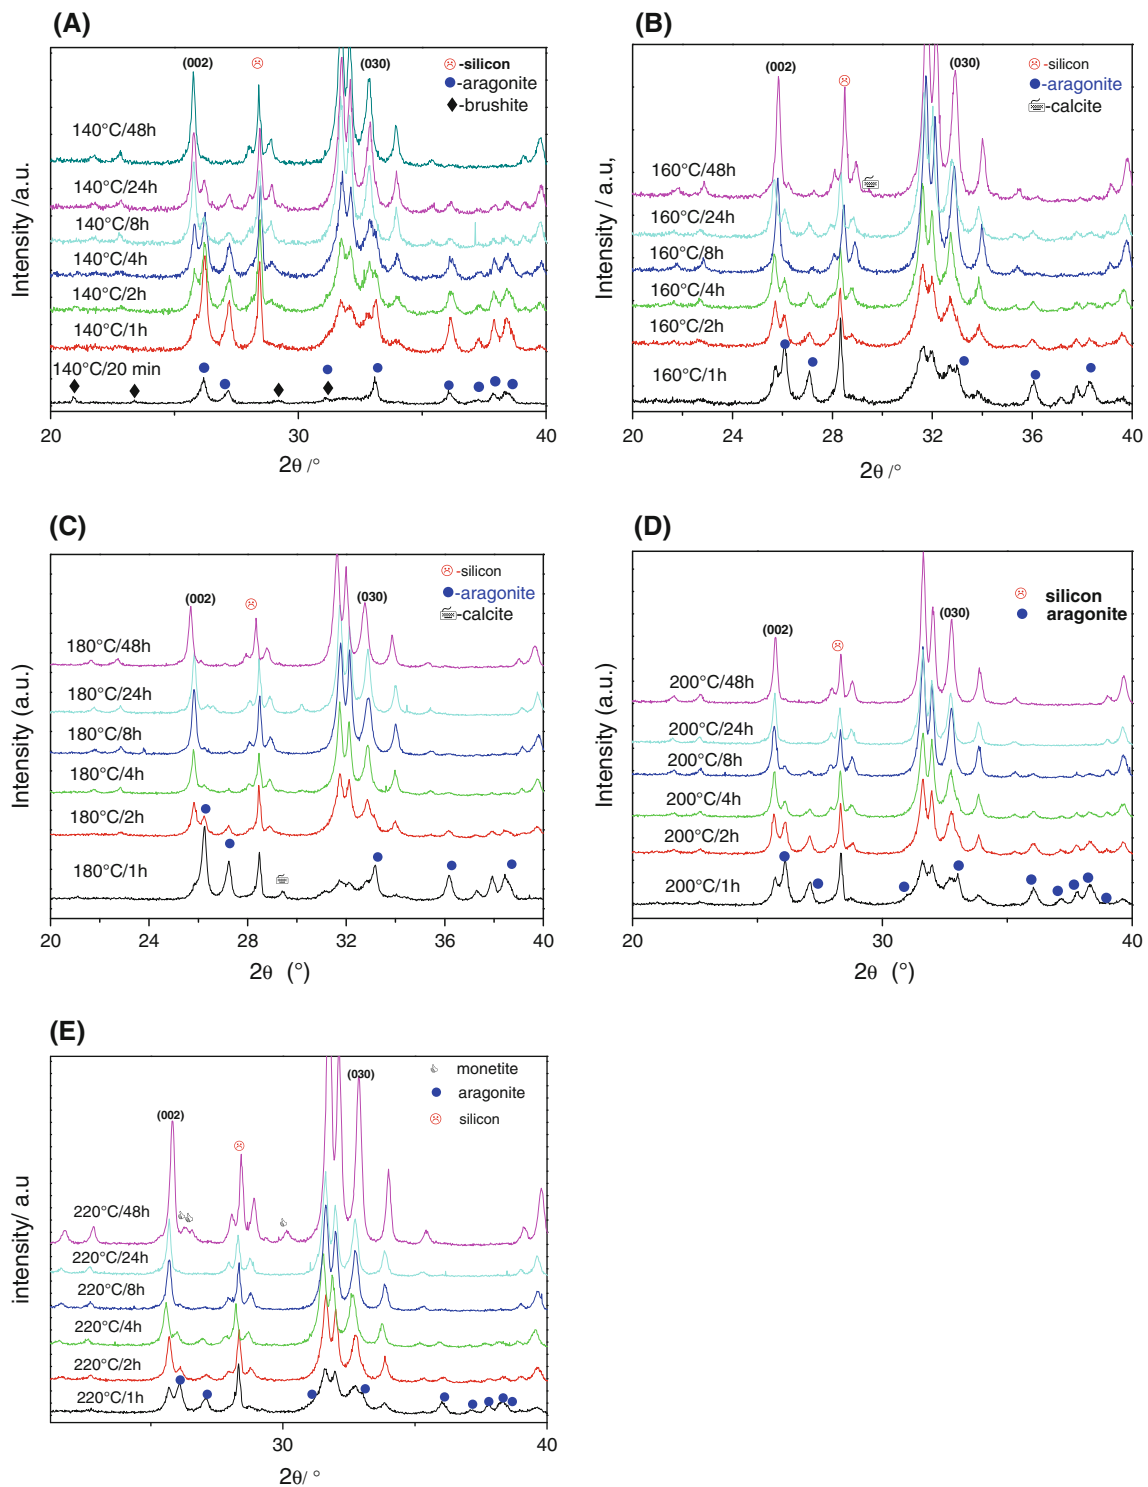 (A)
Intensity /a.u.
(002)
(030)
-silicon
-aragonite
-brushite
140°C/48h
140°C/24h
140°C/8h
140°C/4h
140°C/2h
140°C/1h
140°C/20 min
20 30 40
2θ /°
(B)
Intensity / a.u,
(002)
(030)
-silicon
-aragonite
-calcite
160°C/48h
160°C/24h
160°C/8h
160°C/4h
160°C/2h
160°C/1h
20 24 28 32 36 40
2θ /°
(C)
Intensity (a.u.)
(002)
(030)
-silicon
-aragonite
-calcite
180°C/48h
180°C/24h
180°C/8h
180°C/4h
180°C/2h
180°C/1h
20 24 26 28 32 36 40
2θ (°)
(D)
Intensity (a.u.)
(002)
(030)
silicon
aragonite
200°C/48h
200°C/24h
200°C/8h
200°C/4h
200°C/2h
200°C/1h
20 30 40
2θ (°)
(E)
intensity/ a.u
(002)
(030)
monetite
aragonite
silicon
220°C/48h
220°C/24h
220°C/8h
220°C/4h
220°C/2h
220°C/1h
30 40
2θ/ °